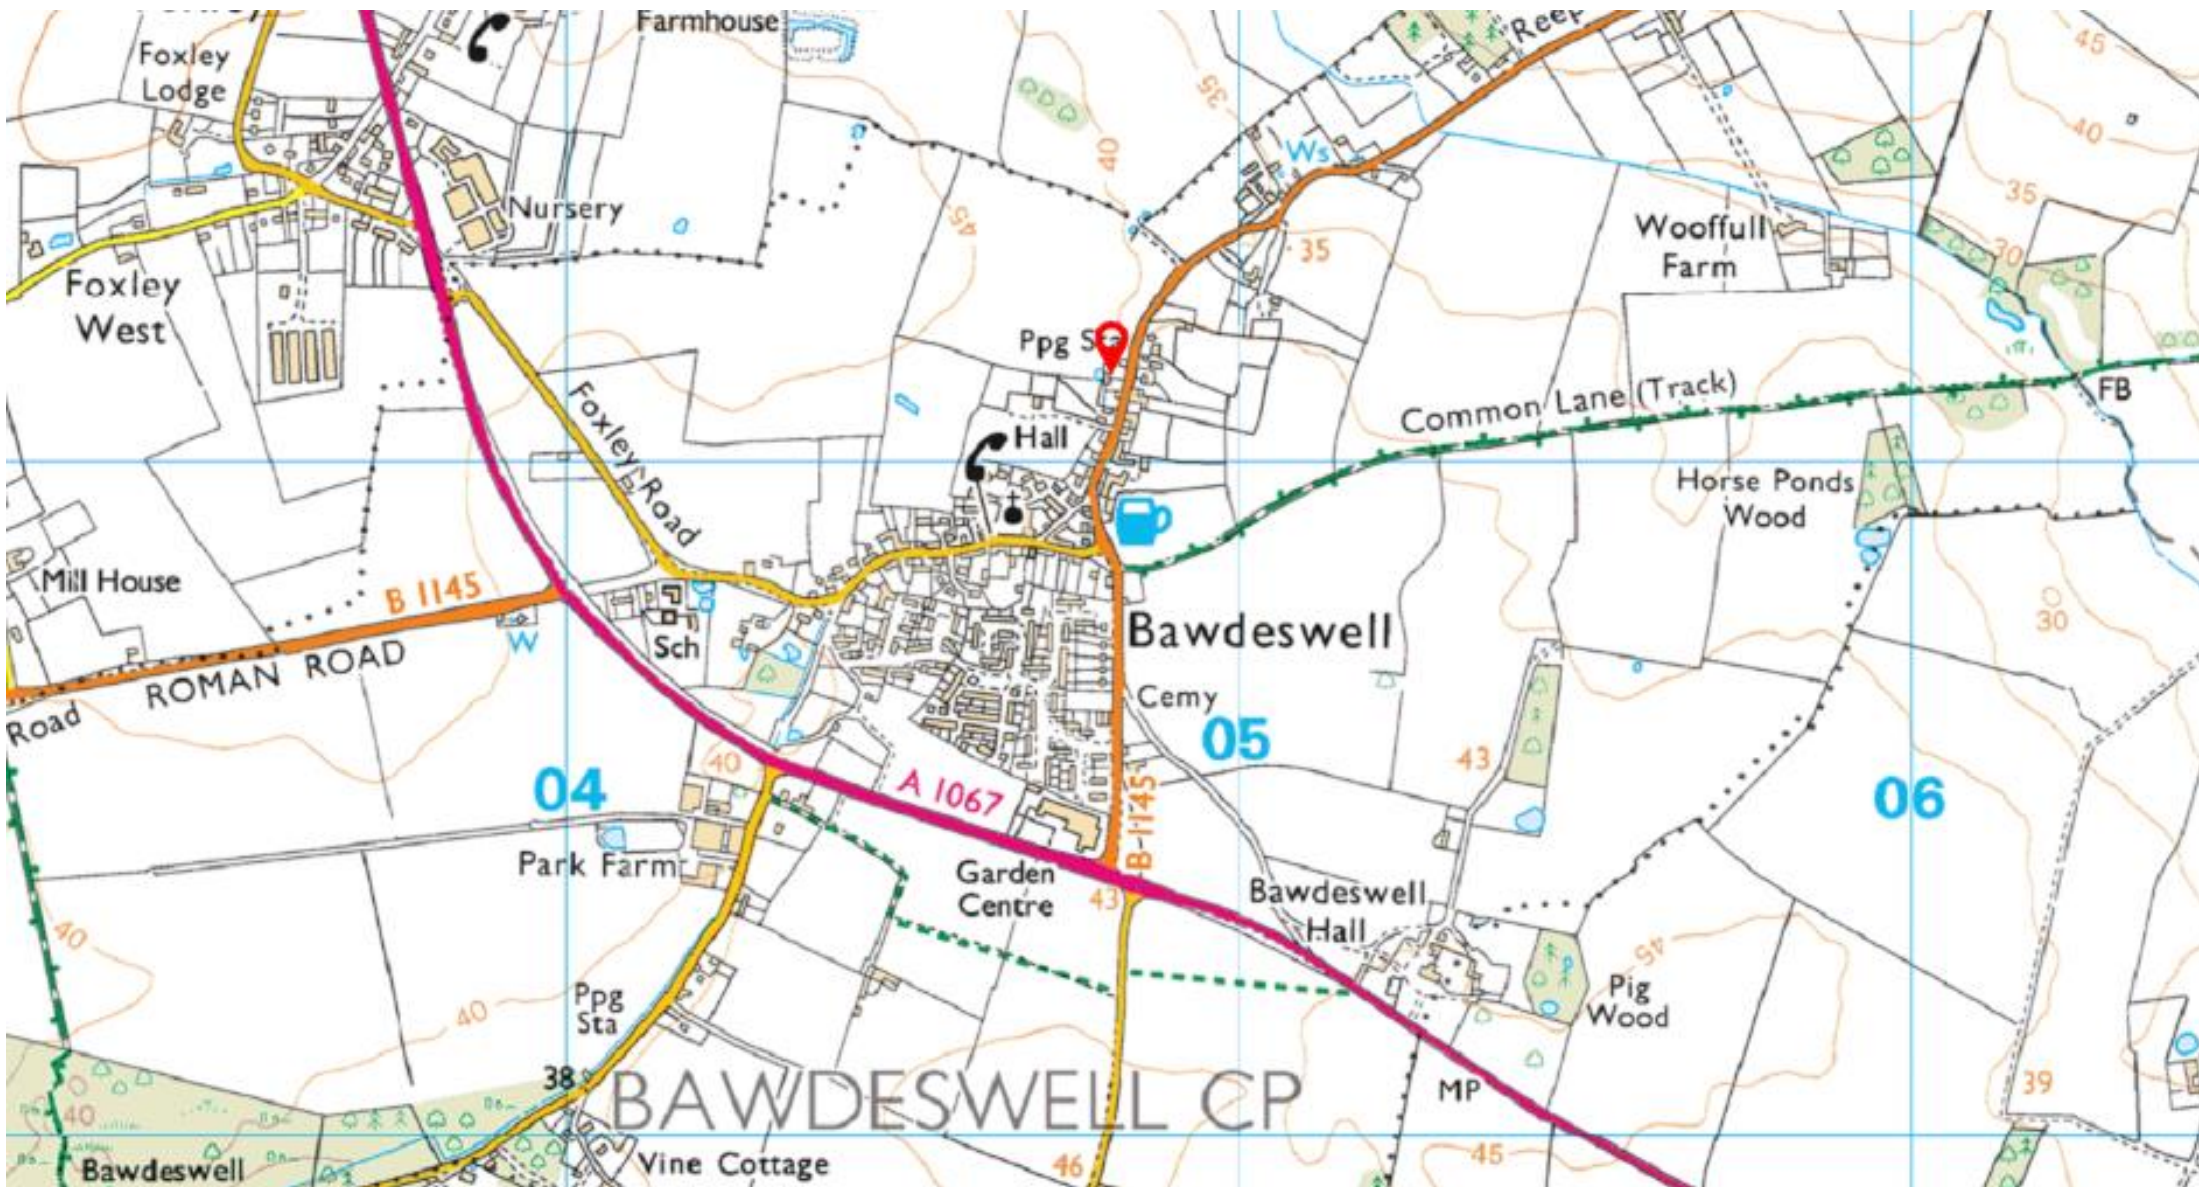 Farmhouse
Reep
Foxley
Lodge
45
35
40
40
Ws
35
Nursery
45
35
Wooffull
Farm
30
Foxley
West
Ppg Sta
Common Lane (Track)
FB
Foxley Road
Hall
Horse Ponds
Wood
Mill House
B 1145
W
Sch
ROMAN ROAD
Road
Bawdeswell
30
Cemy
05
43
40
04
A 1067
B 1145
06
Park Farm
Garden
Centre
43
Bawdeswell
Hall
40
45
Pig
Wood
40
Ppg
Sta
38
BAWDESWELL CP
MP
39
40
Bawdeswell
Vine Cottage
46
45